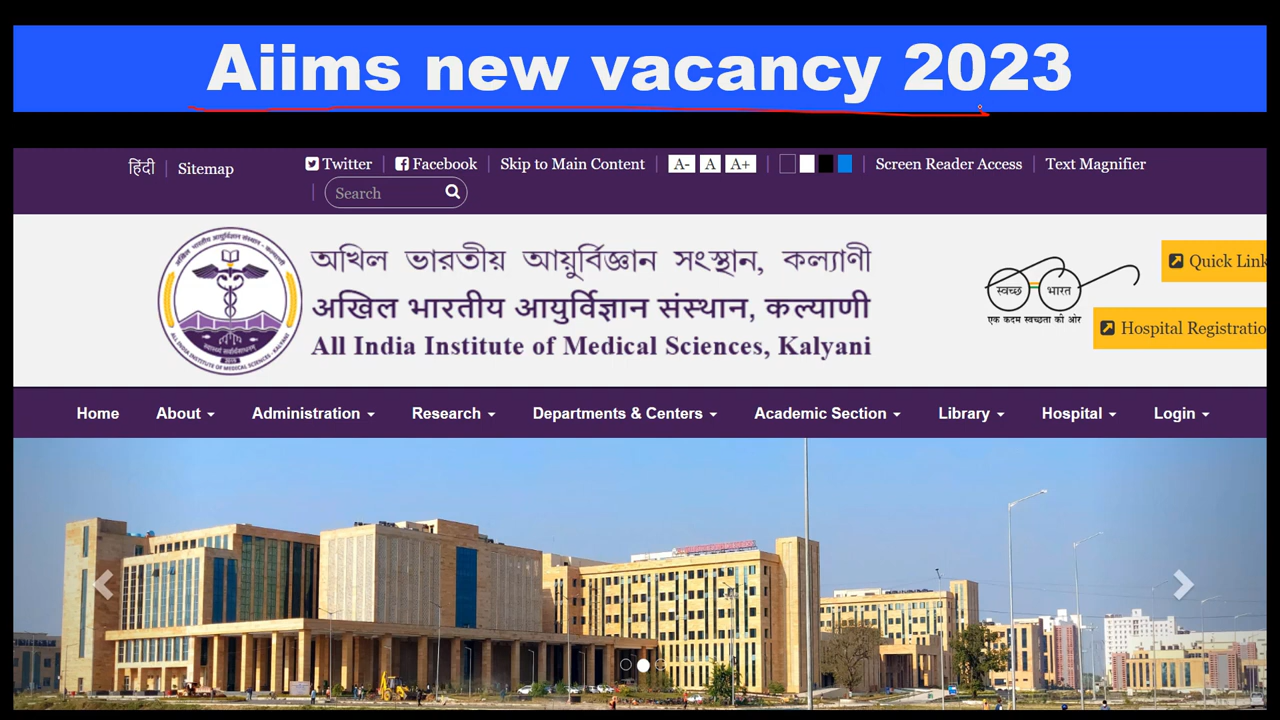 Aiims new vacancy 2023
हिंदी | Sitemap
Twitter | Facebook | Skip to Main Content | A- A A+ | | Screen Reader Access | Text Magnifier
| Search
অখিল ভারতীয় আয়ুর্বিজ্ঞান সংস্থান, কল্যাণী
अखिल भारतीय आयुर्विज्ञान संस्थान, कल्याणी
All India Institute of Medical Sciences, Kalyani
स्वच्छ भारत
एक कदम स्वच्छता की ओर
Quick Link
Hospital Registratio
Home About Administration Research Departments & Centers Academic Section Library Hospital Login